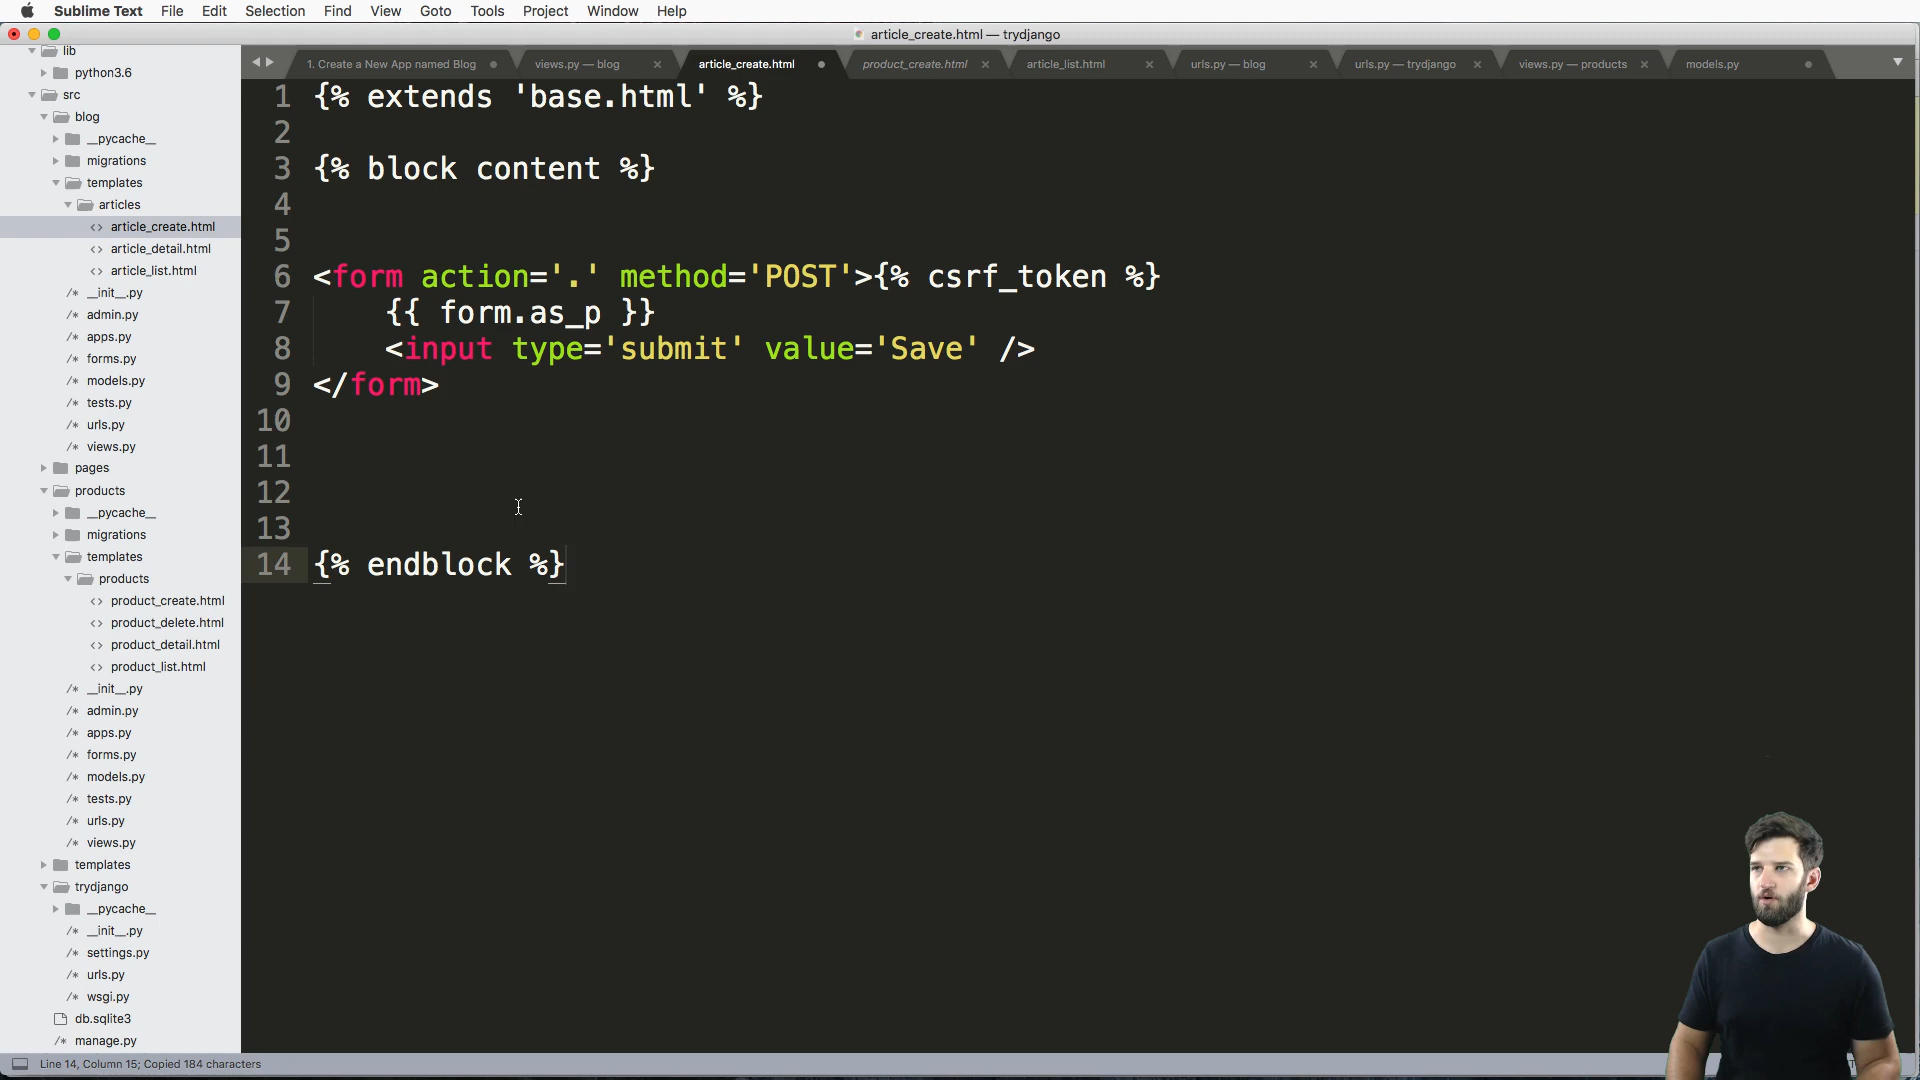 Sublime Text File Edit Selection Find View Goto Tools Project Window Help
article_create.html — trydjango
1. Create a New App named Blog views.py — blog article_create.html product_create.html article_list.html urls.py — blog urls.py — trydjango views.py — products models.py
lib
python3.6
src
blog
__pycache__
migrations
templates
articles
article_create.html
article_detail.html
article_list.html
__init__.py
admin.py
apps.py
forms.py
models.py
tests.py
urls.py
views.py
pages
products
__pycache__
migrations
templates
products
product_create.html
product_delete.html
product_detail.html
product_list.html
__init__.py
admin.py
apps.py
forms.py
models.py
tests.py
urls.py
views.py
templates
trydjango
__pycache__
__init__.py
settings.py
urls.py
wsgi.py
db.sqlite3
manage.py
1 {% extends 'base.html' %}
2
3 {% block content %}
4
5
6 <form action='.' method='POST'>{% csrf_token %}
7 {{ form.as_p }}
8 <input type='submit' value='Save' />
9 </form>
10
11
12
13
14 {% endblock %}
Line 14, Column 15; Copied 184 characters